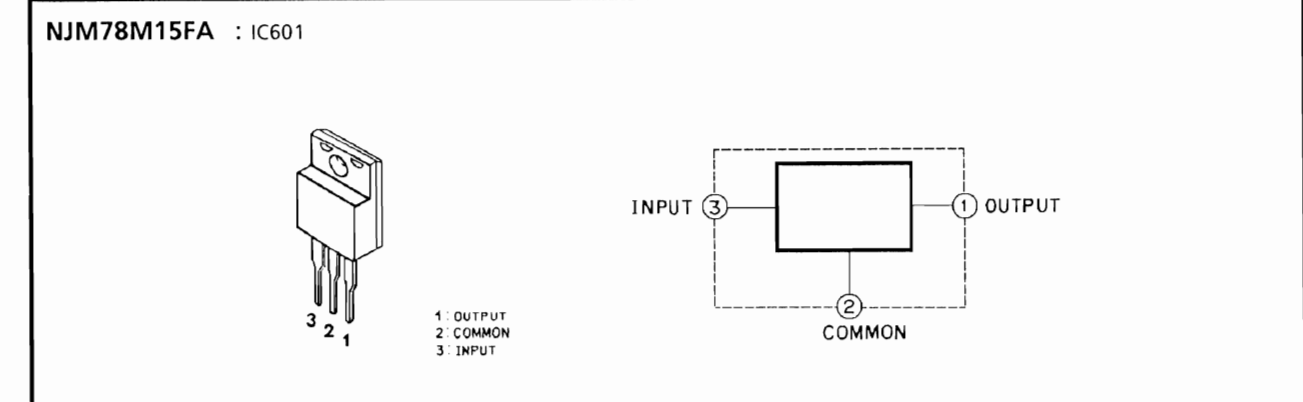 NJM78M15FA : IC601
3 2 1
1 : OUTPUT
2 : COMMON
3 : INPUT
INPUT 3
1 OUTPUT
2
COMMON